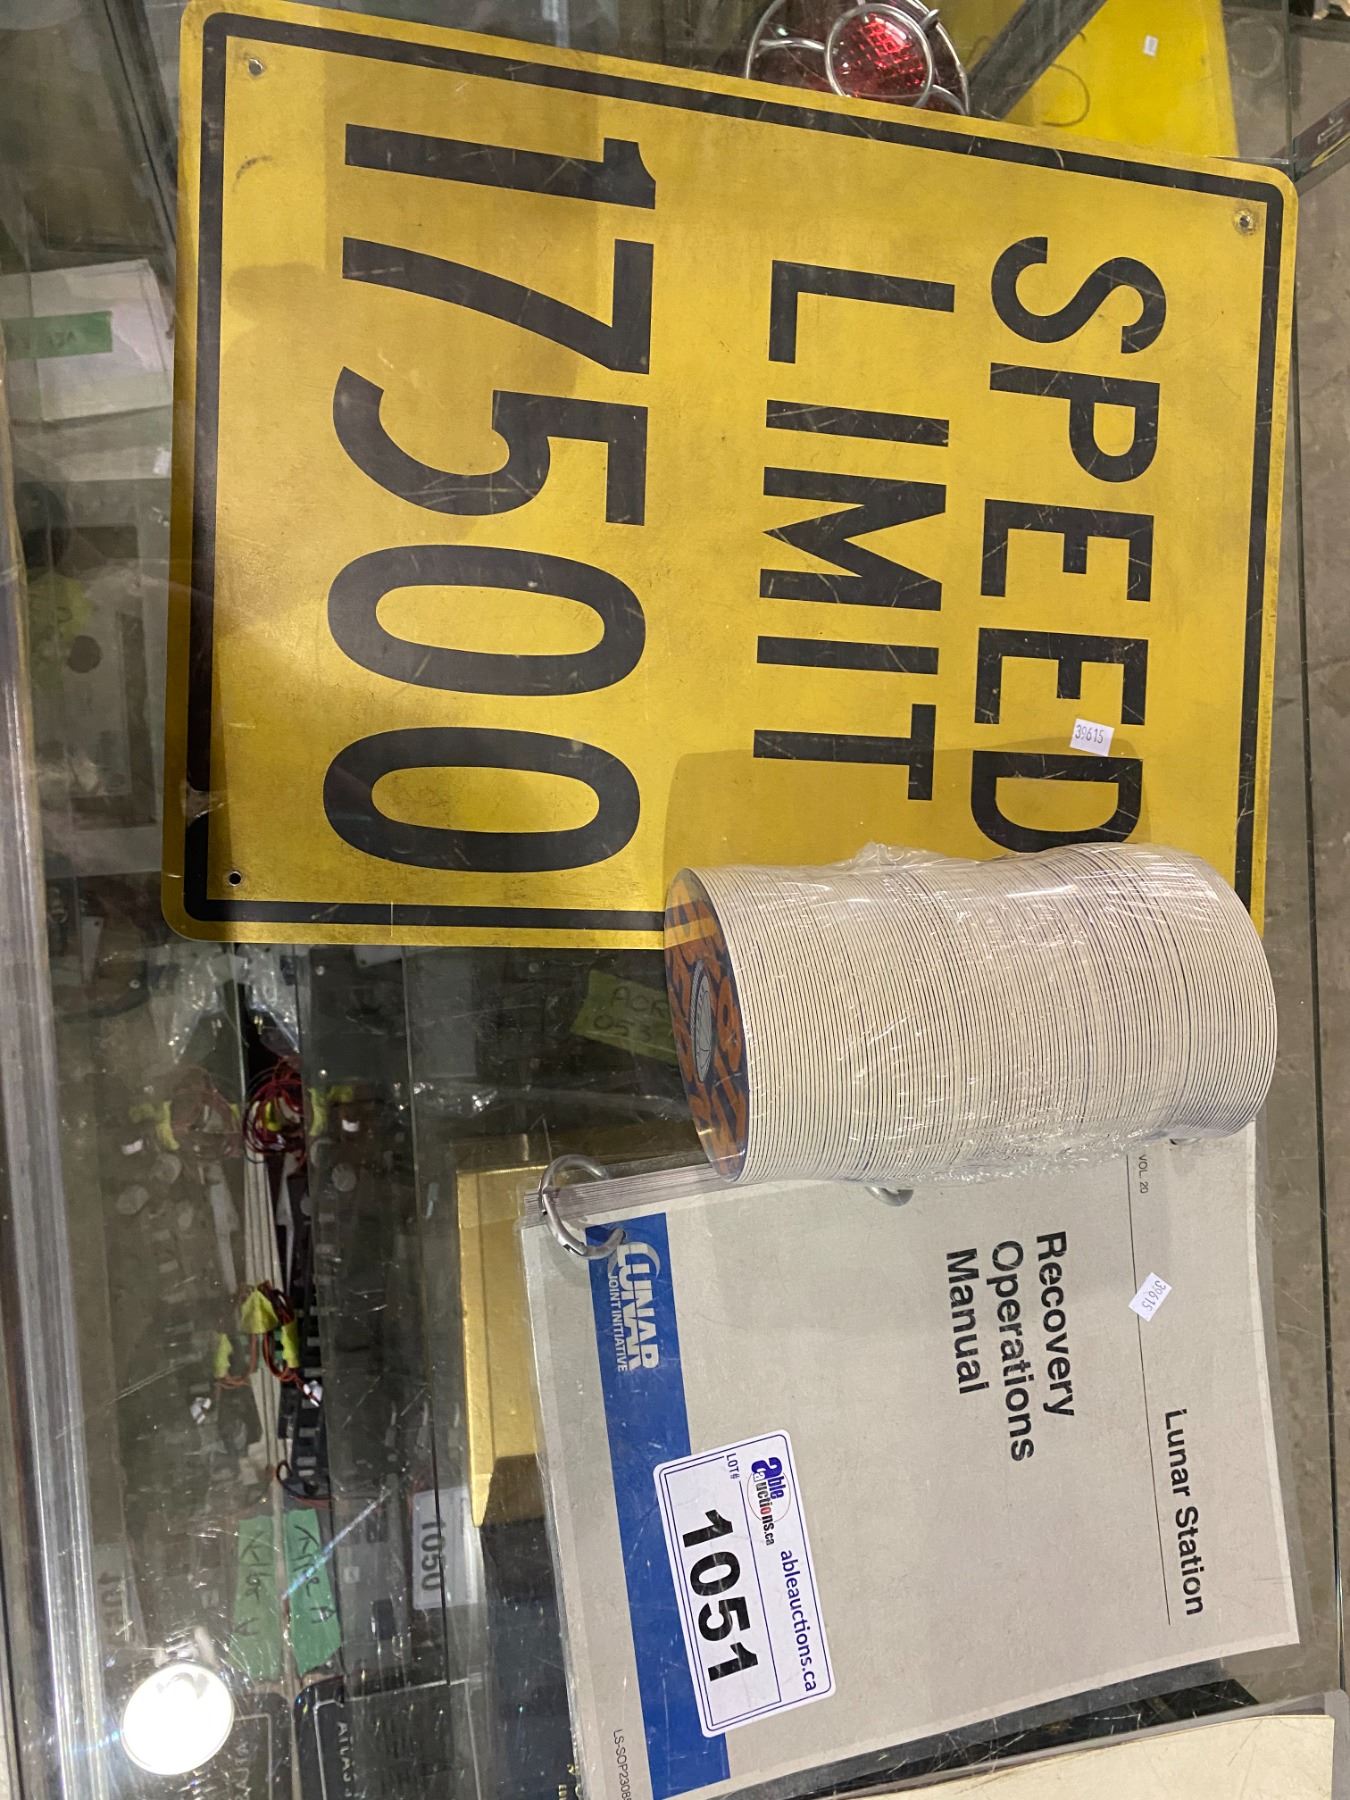 SPEED
LIMIT
17500
39615
VOL. 20
Lunar Station
39615
Recovery
Operations
Manual
LUNAR
JOINT INITIATIVE
able
auctions.ca
ableauctions.ca
LOT#
1051
1050
ATLAS